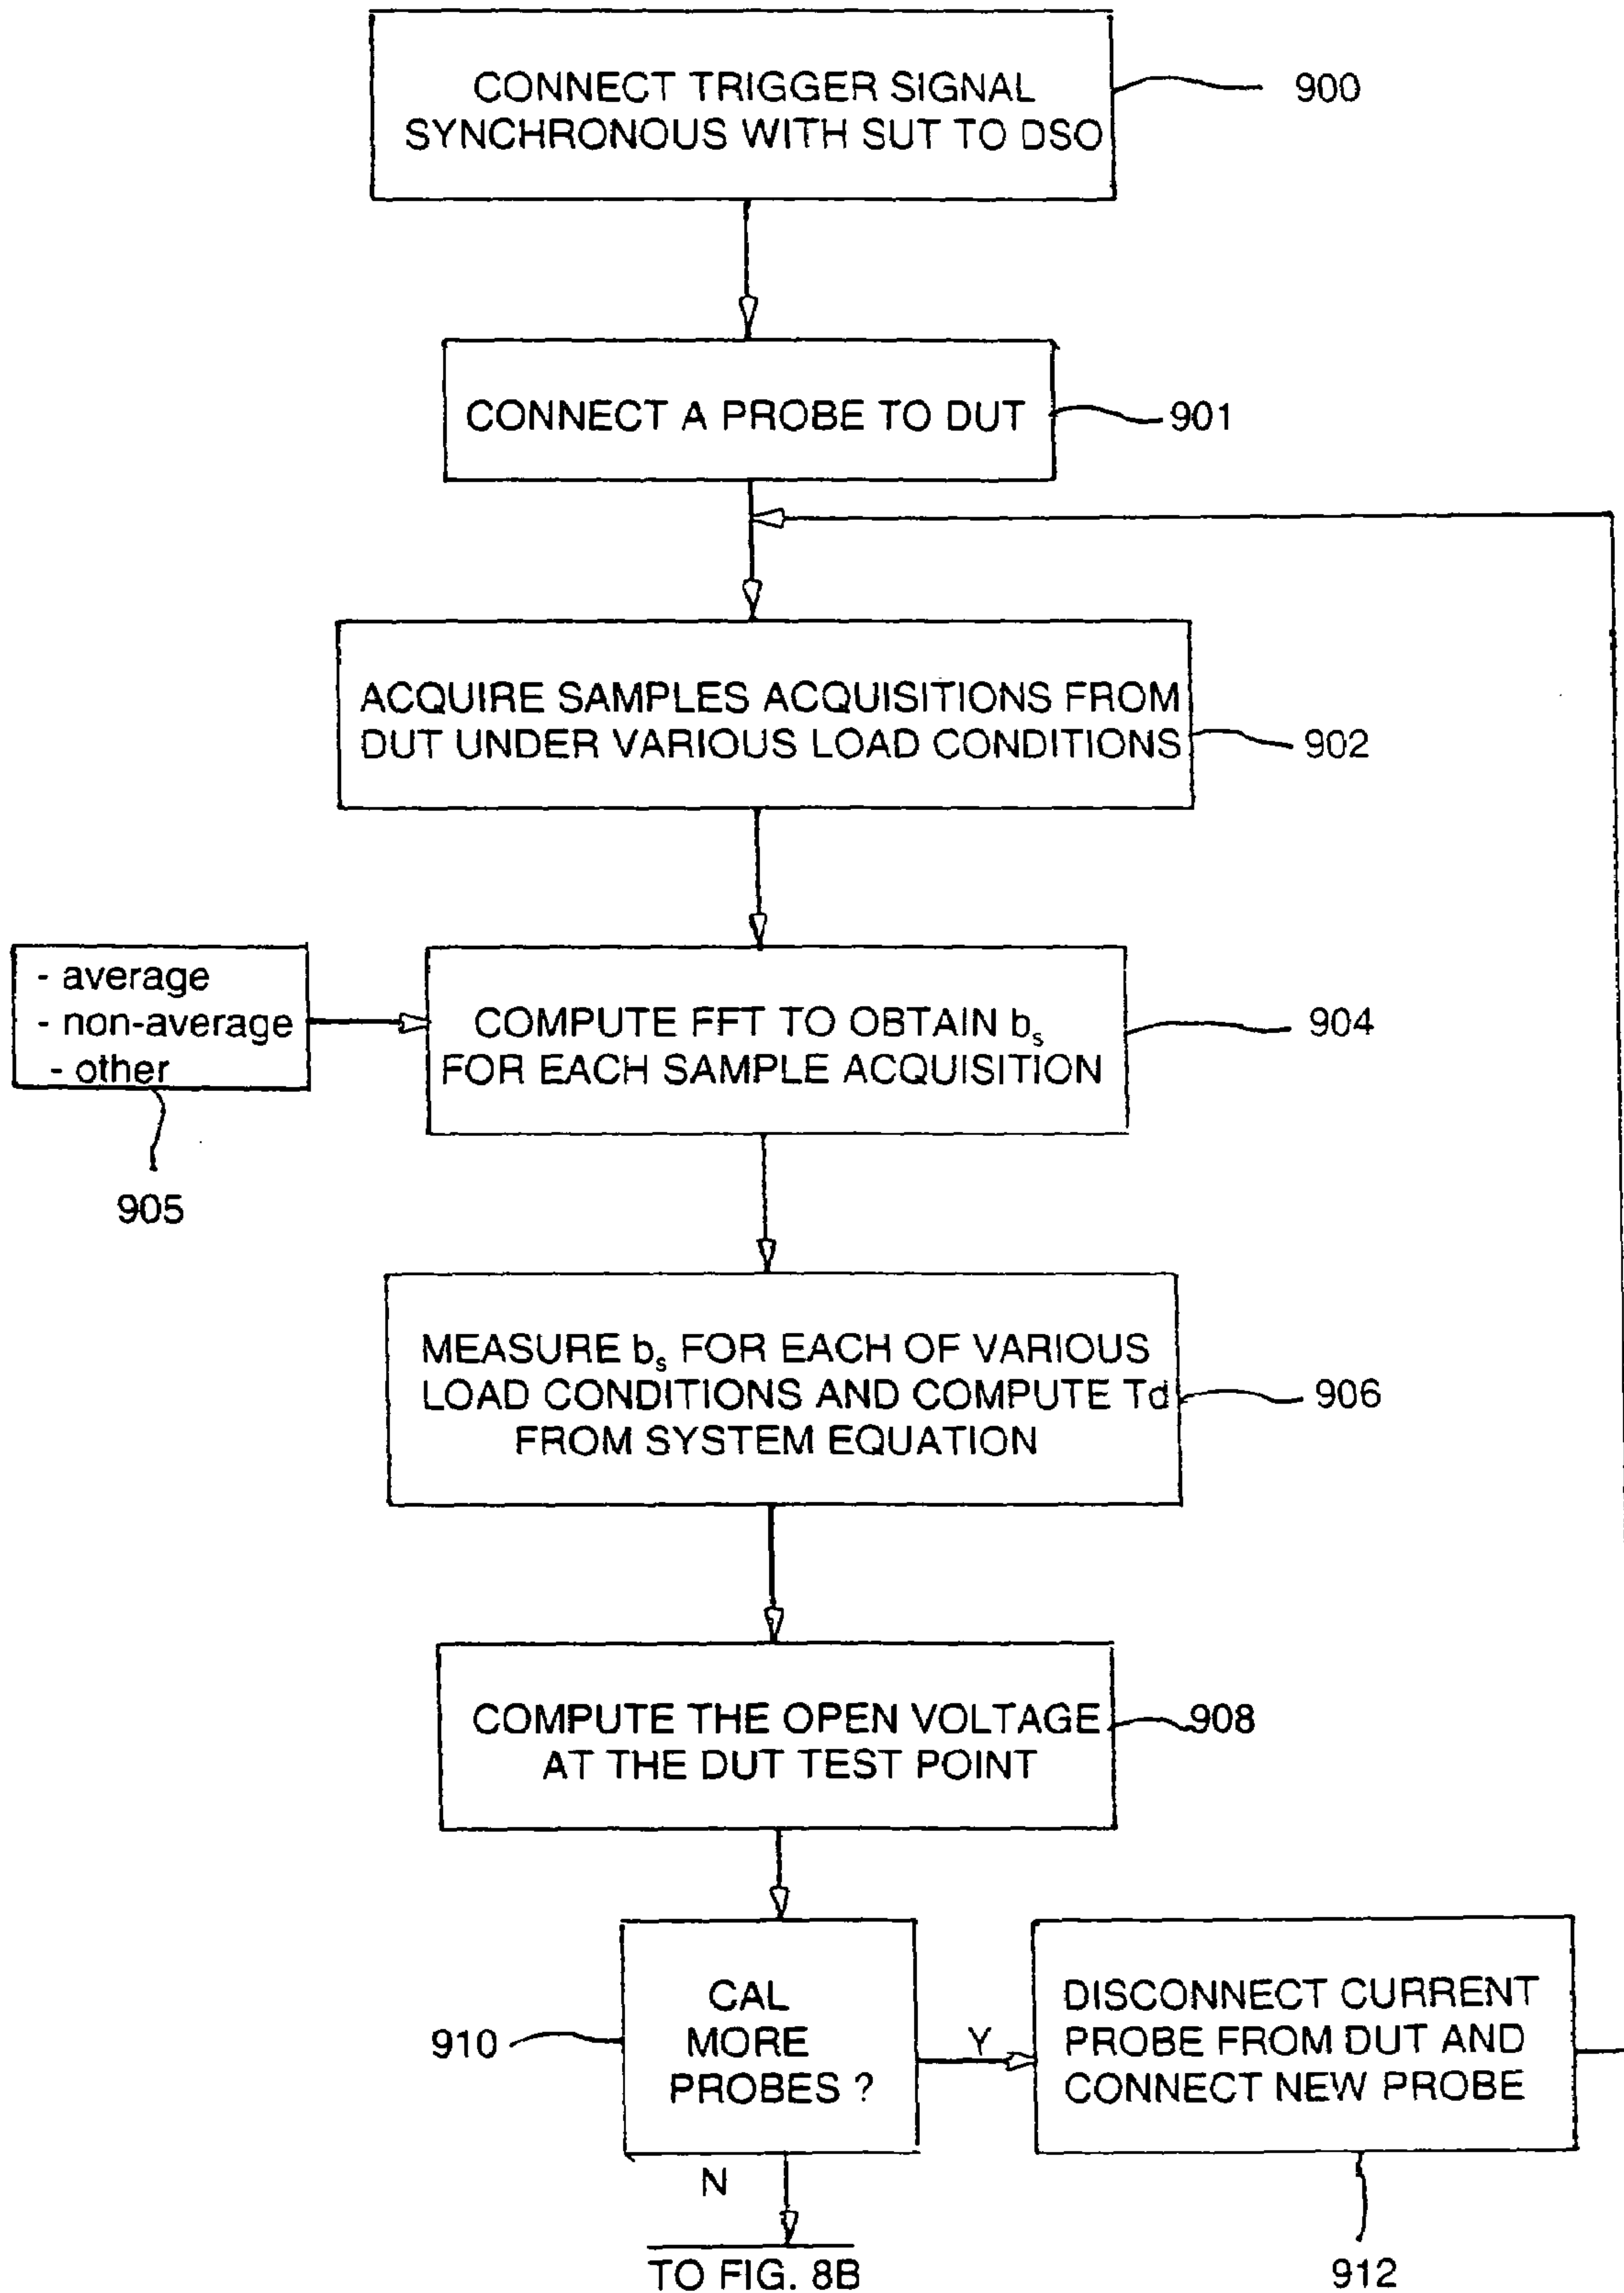 CONNECT TRIGGER SIGNAL
SYNCHRONOUS WITH SUT TO DSO
900
CONNECT A PROBE TO DUT
901
ACQUIRE SAMPLES ACQUISITIONS FROM
DUT UNDER VARIOUS LOAD CONDITIONS
902
- average
- non-average
- other
905
COMPUTE FFT TO OBTAIN bs
FOR EACH SAMPLE ACQUISITION
904
MEASURE bs FOR EACH OF VARIOUS
LOAD CONDITIONS AND COMPUTE Td
FROM SYSTEM EQUATION
906
COMPUTE THE OPEN VOLTAGE
AT THE DUT TEST POINT
908
CAL
MORE
PROBES ?
910
Y
DISCONNECT CURRENT
PROBE FROM DUT AND
CONNECT NEW PROBE
912
N
TO FIG. 8B